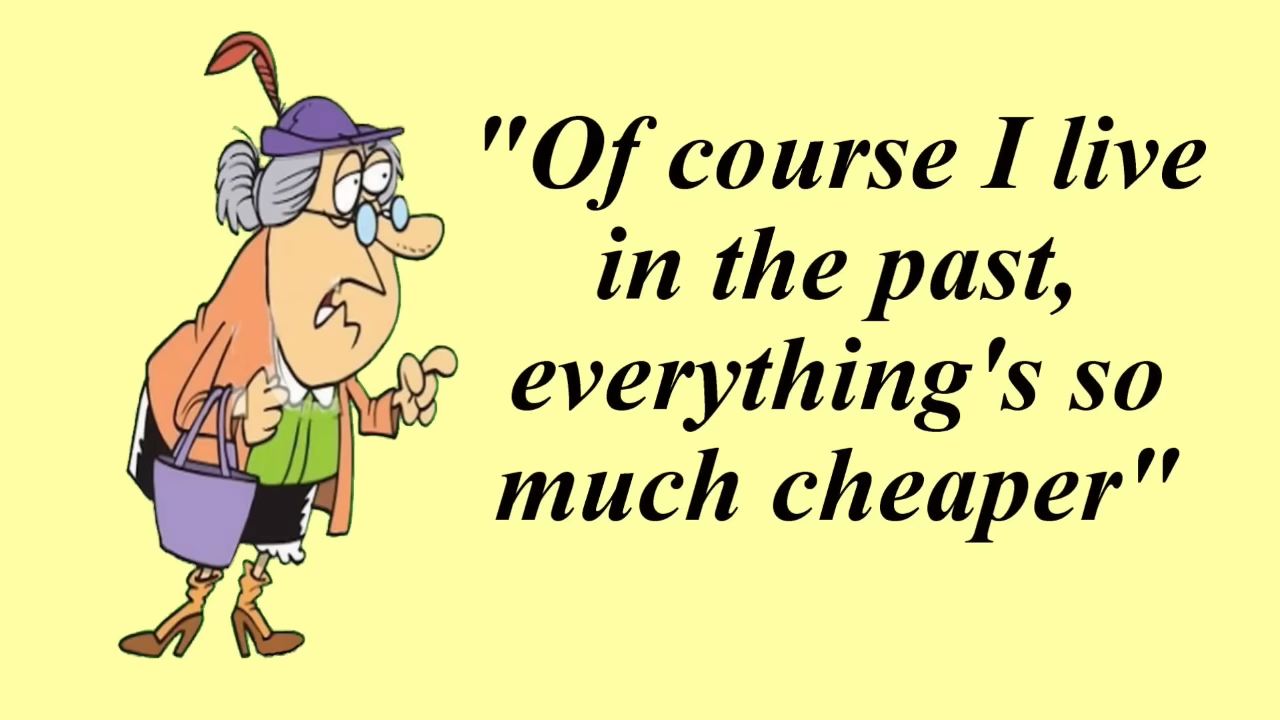 "Of course I live
in the past,
everything's so
much cheaper"